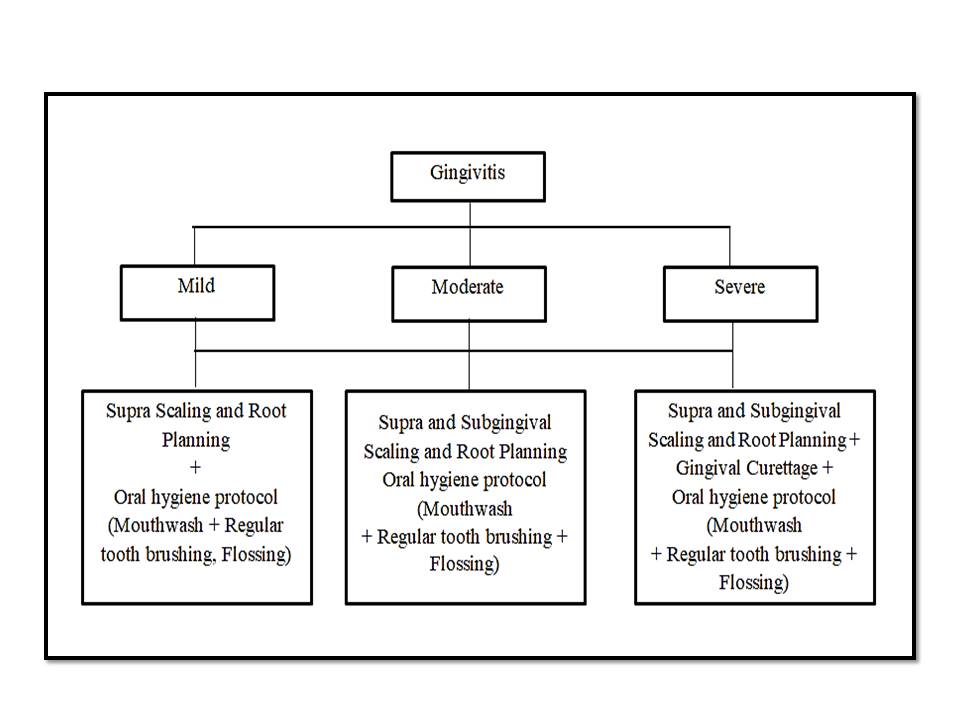 Gingivitis
Mild
Moderate
Severe
Supra Scaling and Root
Planning
+
Oral hygiene protocol
(Mouthwash + Regular
tooth brushing, Flossing)
Supra and Subgingival
Scaling and Root Planning
Oral hygiene protocol
(Mouthwash
+ Regular tooth brushing +
Flossing)
Supra and Subgingival
Scaling and Root Planning +
Gingival Curettage +
Oral hygiene protocol
(Mouthwash
+ Regular tooth brushing +
Flossing)